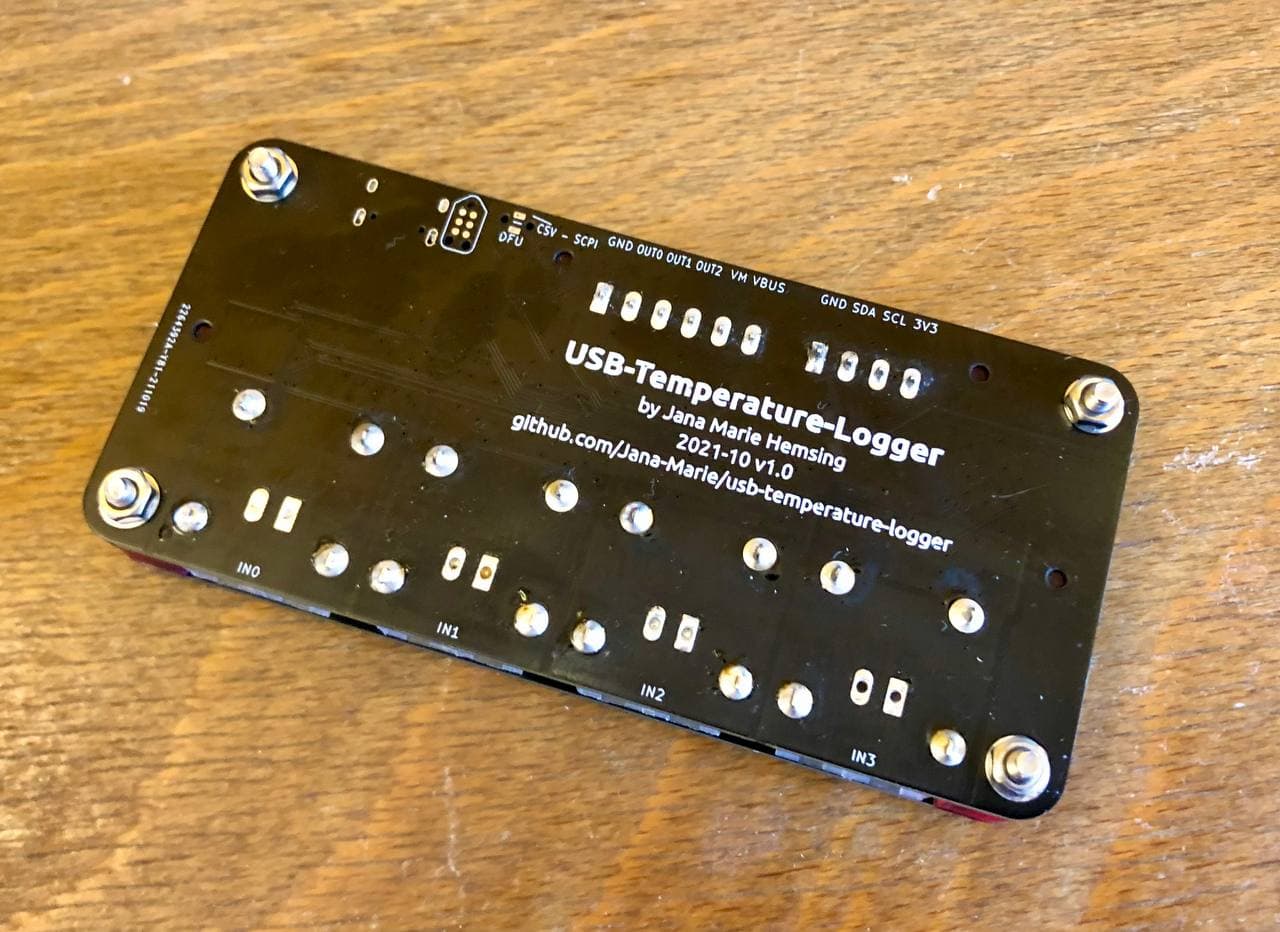 DFU
CSV - SCPI
GND OUT0 OUT1 OUT2 VM VBUS
GND SDA SCL 3V3
USB-Temperature-Logger
by Jana Marie Hemsing
2021-10 v1.0
github.com/Jana-Marie/usb-temperature-logger
IN0
IN1
IN2
IN3